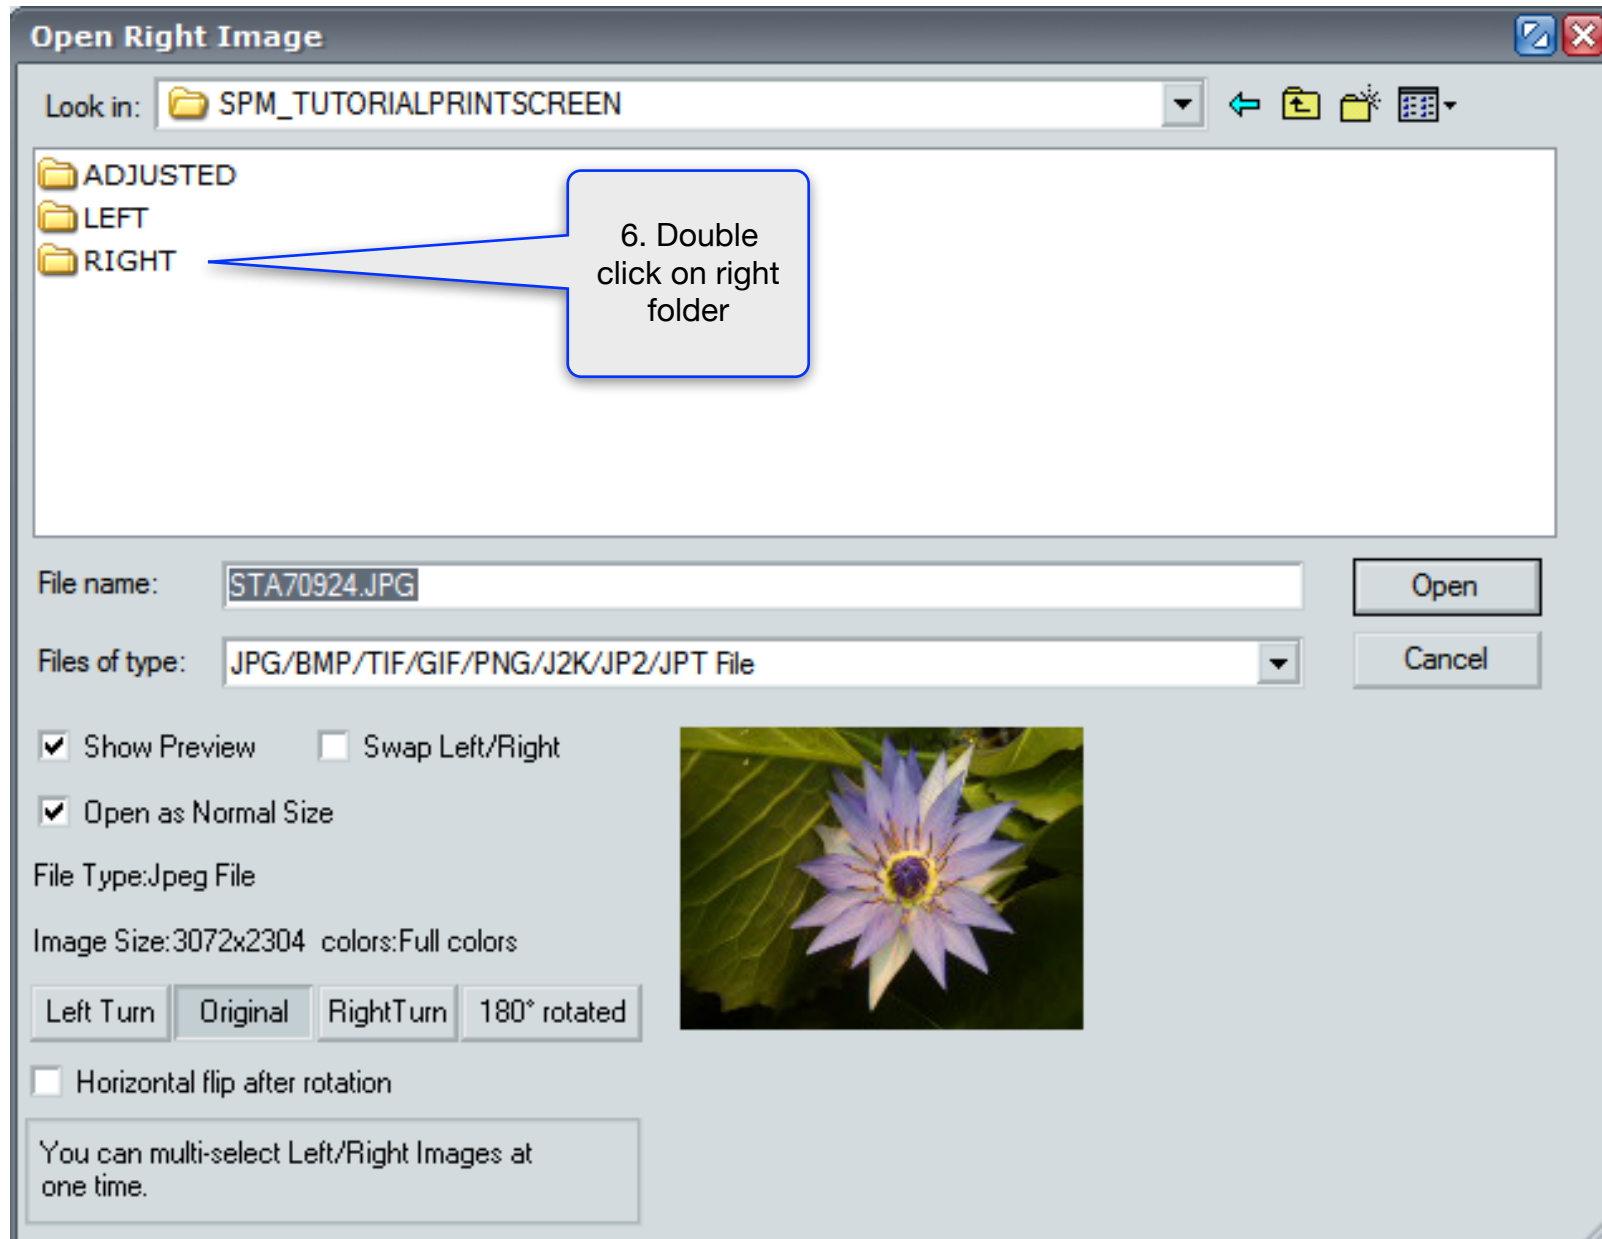 Open Right Image
Look in: SPM_TUTORIALPRINTSCREEN
ADJUSTED
LEFT
RIGHT
6. Double
click on right
folder
File name: STA70924.JPG
Open
Files of type: JPG/BMP/TIF/GIF/PNG/J2K/JP2/JPT File
Cancel
Show Preview
Swap Left/Right
Open as Normal Size
File Type:Jpeg File
Image Size:3072x2304 colors:Full colors
Left Turn
Original
RightTurn
180° rotated
Horizontal flip after rotation
You can multi-select Left/Right Images at
one time.